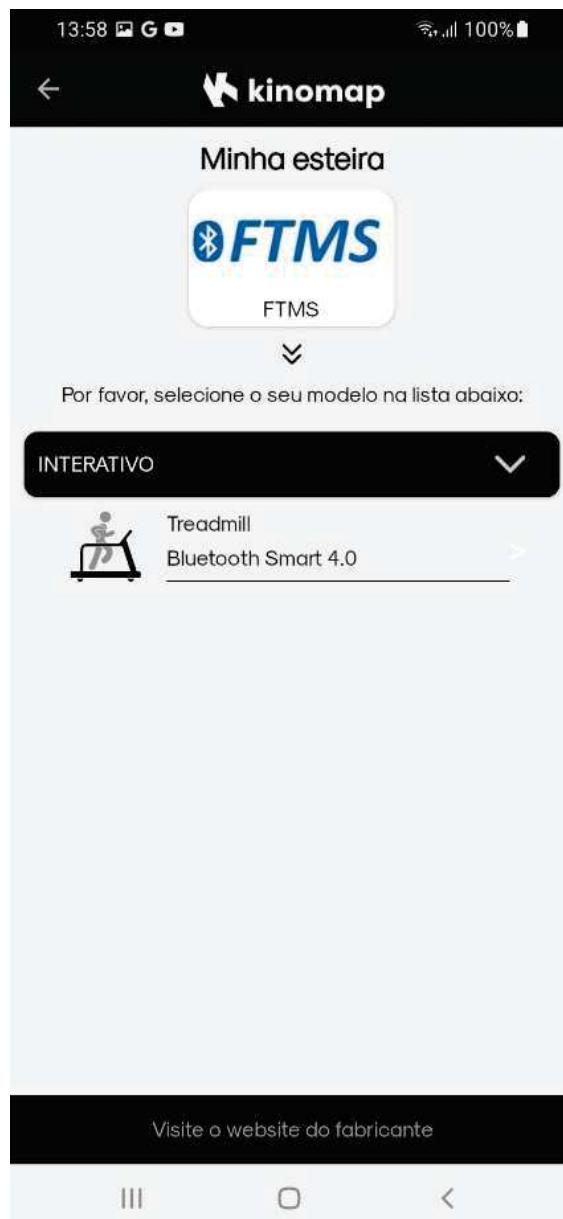 13:58 G 100%
kinomap
Minha esteira
FTMS
FTMS
Por favor, selecione o seu modelo na lista abaixo:
INTERATIVO
Treadmill
Bluetooth Smart 4.0
Visite o website do fabricante